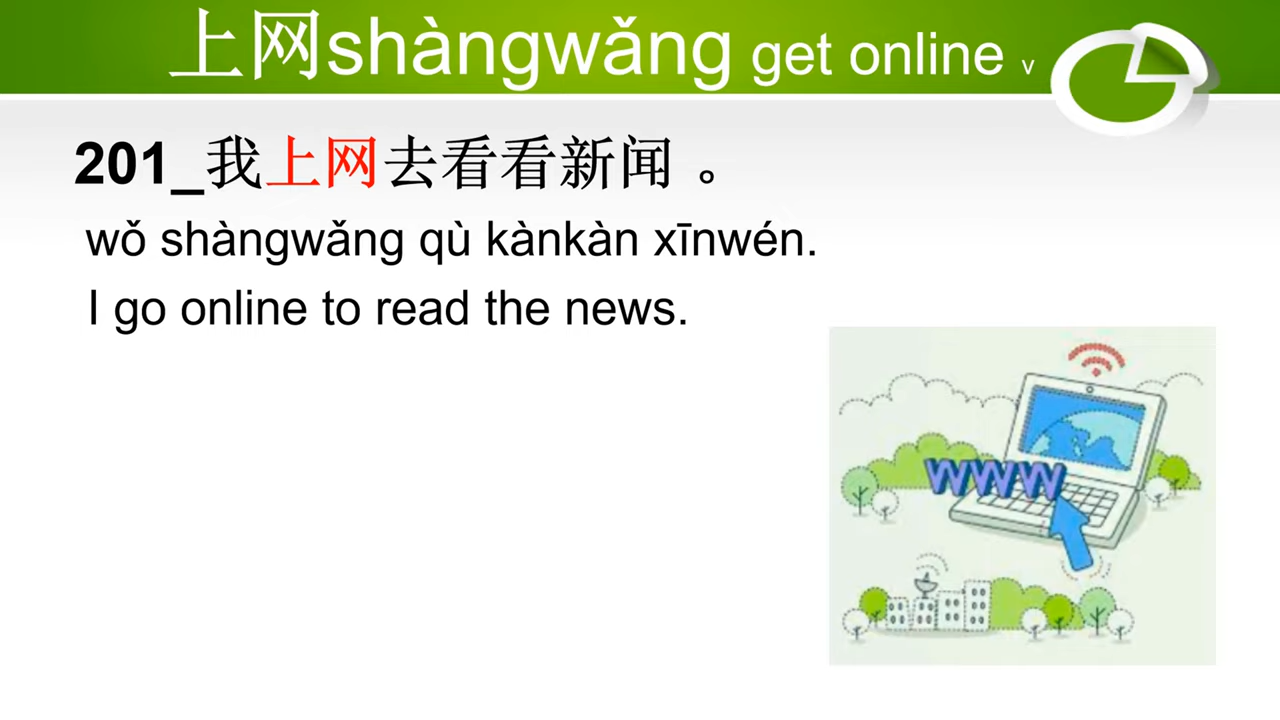 上网shàngwǎng get online v
201_我上网去看看新闻 。
wǒ shàngwǎng qù kànkàn xīnwén.
I go online to read the news.
www